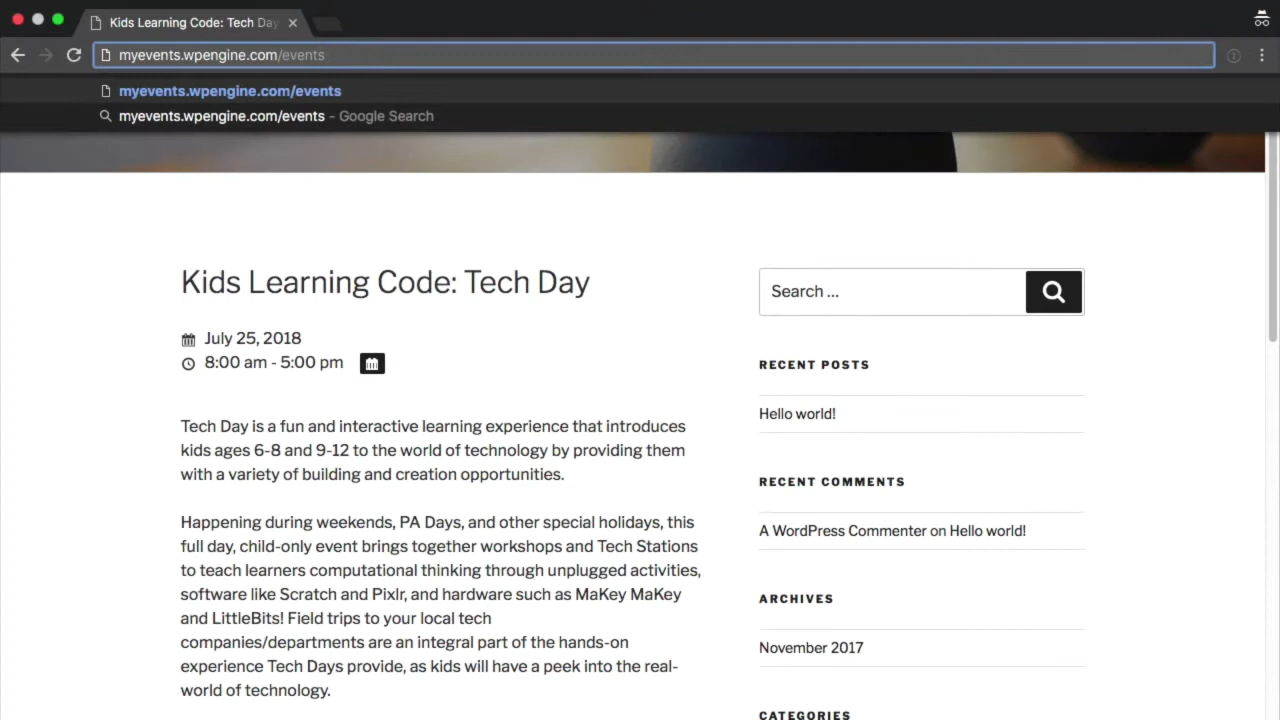 Kids Learning Code: Tech Day
myevents.wpengine.com/events
myevents.wpengine.com/events
myevents.wpengine.com/events - Google Search
Kids Learning Code: Tech Day
July 25, 2018
8:00 am - 5:00 pm
Tech Day is a fun and interactive learning experience that introduces
kids ages 6-8 and 9-12 to the world of technology by providing them
with a variety of building and creation opportunities.
Happening during weekends, PA Days, and other special holidays, this
full day, child-only event brings together workshops and Tech Stations
to teach learners computational thinking through unplugged activities,
software like Scratch and Pixlr, and hardware such as MaKey MaKey
and LittleBits! Field trips to your local tech
companies/departments are an integral part of the hands-on
experience Tech Days provide, as kids will have a peek into the real-
world of technology.
Search ...
RECENT POSTS
Hello world!
RECENT COMMENTS
A WordPress Commenter on Hello world!
ARCHIVES
November 2017
CATEGORIES